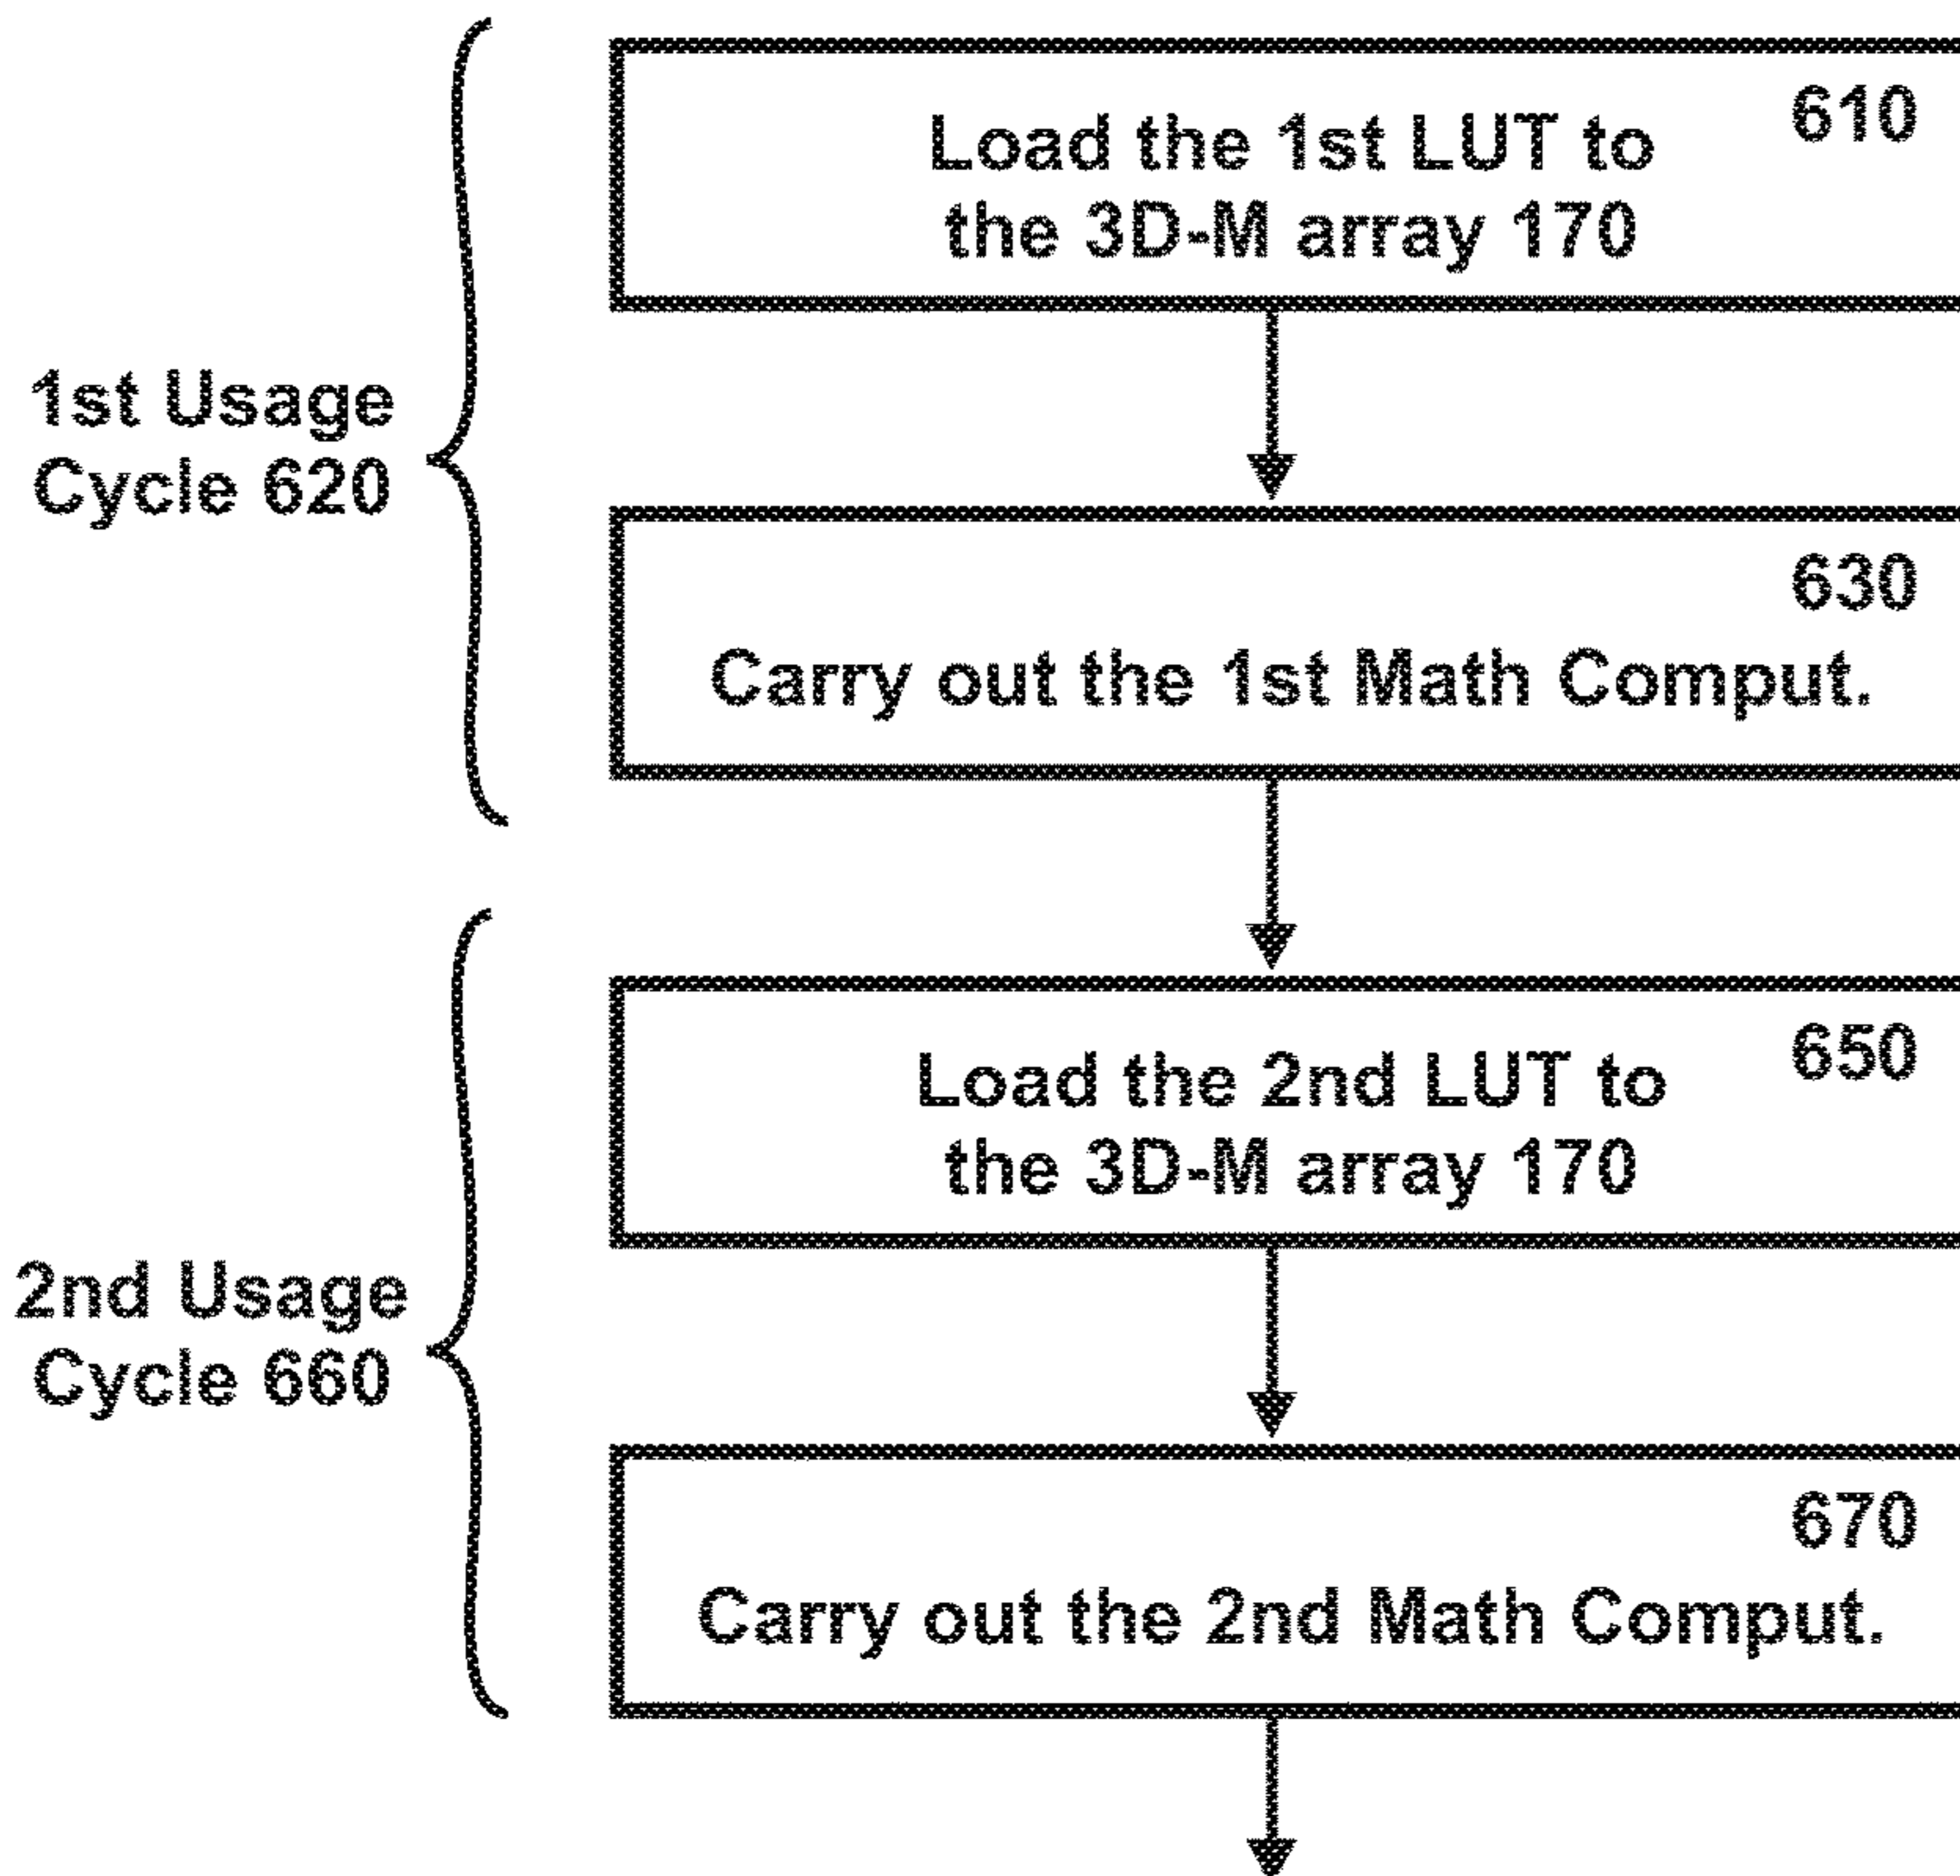 610
Load the 1st LUT to
the 3D-M array 170
1st Usage
Cycle 620
630
Carry out the 1st Math Comput.
650
Load the 2nd LUT to
the 3D-M array 170
2nd Usage
Cycle 660
670
Carry out the 2nd Math Comput.